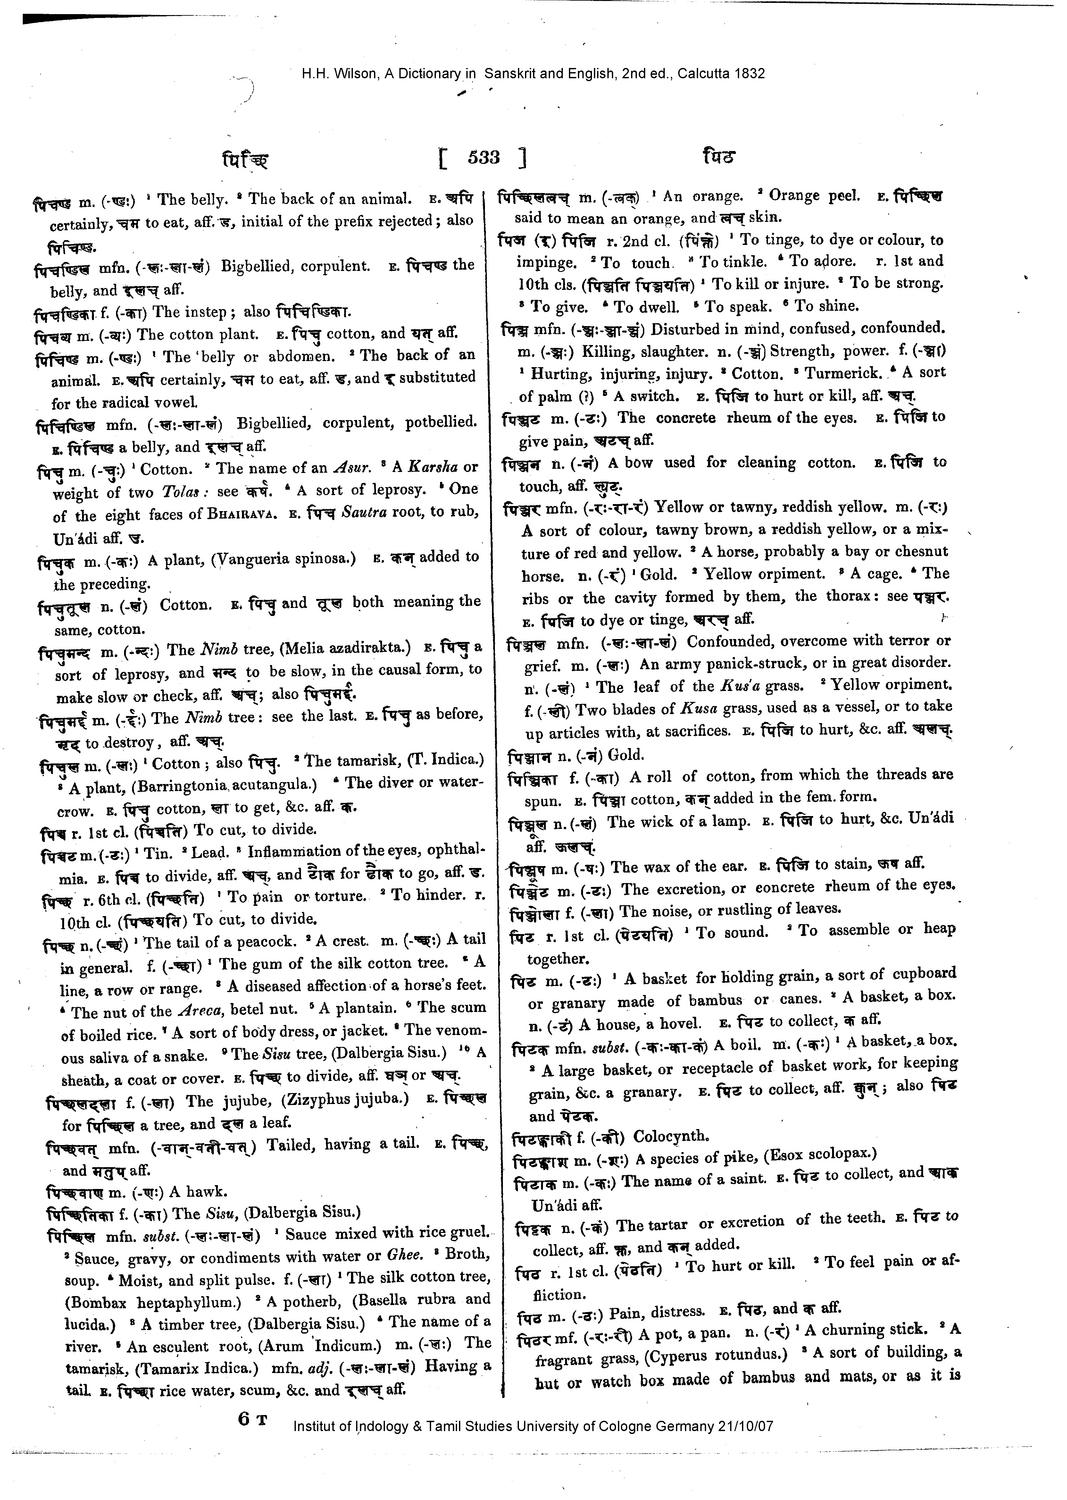 H.H. Wilson, A Dictionary in Sanskrit and English, 2nd ed., Calcutta 1832
पिच्छि [ 533 ] पिठ
पिचण्ड m. (-ण्डः) ¹ The belly. ² The back of an animal. E. अपि
certainly, चम to eat, aff. ड, initial of the prefix rejected; also
पिचिण्ड.
पिचण्डिल mfn. (-लः-ला-लं) Bigbellied, corpulent. E. पिचण्ड the
belly, and इलच् aff.
पिचण्डिका f. (-का) The instep; also पिचिण्डिका.
पिचव्य m. (-व्यः) The cotton plant. E. पिचु cotton, and यत् aff.
पिचिण्ड m. (-ण्डः) ¹ The belly or abdomen. ² The back of an
animal. E. अपि certainly, चम to eat, aff. ड, and इ substituted
for the radical vowel.
पिचिण्डिल mfn. (-लः-ला-लं) Bigbellied, corpulent, potbellied.
E. पिचिण्ड a belly, and इलच् aff.
पिचु m. (-चुः) ¹ Cotton. ² The name of an Asur. ³ A Karsha or
weight of two Tolas: see कर्ष. ⁴ A sort of leprosy. ⁵ One
of the eight faces of BHAIRAVA. E. पिच Sautra root, to rub,
Un'ádi aff. उ.
पिचुक m. (-कः) A plant, (Vangueria spinosa.) E. कन् added to
the preceding.
पिचुतूल n. (-लं) Cotton. E. पिचु and तूल both meaning the
same, cotton.
पिचुमन्द m. (-न्दः) The Nimb tree, (Melia azadirakta.) E. पिचु a
sort of leprosy, and मन्द to be slow, in the causal form, to
make slow or check, aff. अच्; also पिचुमर्द्द.
पिचुमर्द्द m. (-र्द्दः) The Nimb tree: see the last. E. पिचु as before,
मृद् to destroy, aff. अच्.
पिचुल m. (-लः) ¹ Cotton; also पिचु. ² The tamarisk, (T. Indica.)
³ A plant, (Barringtonia acutangula.) ⁴ The diver or water-
crow. E. पिचु cotton, ला to get, &c. aff. क.
पिच्च r. 1st cl. (पिच्चति) To cut, to divide.
पिच्चट m. (-टः) ¹ Tin. ² Lead. ³ Inflammation of the eyes, ophthal-
mia. E. पिच्च to divide, aff. अच्, and टैाक for ढैाक to go, aff. ड.
पिच्छ r. 6th cl. (पिच्छति) ¹ To pain or torture. ² To hinder. r.
10th cl. (पिच्छयति) To cut, to divide.
पिच्छ n. (-च्छं) ¹ The tail of a peacock. ² A crest. m. (-च्छः) A tail
in general. f. (-च्छा) ¹ The gum of the silk cotton tree. ² A
line, a row or range. ³ A diseased affection of a horse's feet.
⁴ The nut of the Areca, betel nut. ⁵ A plantain. ⁶ The scum
of boiled rice. ⁷ A sort of body dress, or jacket. ⁸ The venom-
ous saliva of a snake. ⁹ The Sisu tree, (Dalbergia Sisu.) ¹⁰ A
sheath, a coat or cover. E. पिच्छ to divide, aff. घञ् or अच्.
पिच्छलदला f. (-ला) The jujube, (Zizyphus jujuba.) E. पिच्छल
for पिच्छिल a tree, and दल a leaf.
पिच्छवत् mfn. (-वान्-वती-वत्) Tailed, having a tail. E. पिच्छ,
and मतुप् aff.
पिच्छवाण m. (-णः) A hawk.
पिच्छितिका f. (-का) The Sisu, (Dalbergia Sisu.)
पिच्छिल mfn. subst. (-लः-ला-लं) ¹ Sauce mixed with rice gruel.
² Sauce, gravy, or condiments with water or Ghee. ³ Broth,
soup. ⁴ Moist, and split pulse. f. (-ला) ¹ The silk cotton tree,
(Bombax heptaphyllum.) ² A potherb, (Basella rubra and
lucida.) ³ A timber tree, (Dalbergia Sisu.) ⁴ The name of a
river. ⁵ An esculent root, (Arum Indicum.) m. (-लः) The
tamarisk, (Tamarix Indica.) mfn. adj. (-लः-ला-लं) Having a
tail. E. पिच्छा rice water, scum, &c. and इलच् aff.
पिच्छिलत्वच् m. (-त्वक्) ¹ An orange. ² Orange peel. E. पिच्छिल
said to mean an orange, and त्वच् skin.
पिज (इ) पिजि r. 2nd cl. (पिंक्ते) ¹ To tinge, to dye or colour, to
impinge. ² To touch. ³ To tinkle. ⁴ To adore. r. 1st and
10th cls. (पिञ्जति पिञ्जयति) ¹ To kill or injure. ² To be strong.
³ To give. ⁴ To dwell. ⁵ To speak. ⁶ To shine.
पिञ्ज mfn. (-ञ्जः-ञ्जा-ञ्जं) Disturbed in mind, confused, confounded.
m. (-ञ्जः) Killing, slaughter. n. (-ञ्जं) Strength, power. f. (-ञ्जा)
¹ Hurting, injuring, injury. ² Cotton. ³ Turmerick. ⁴ A sort
of palm (?) ⁵ A switch. E. पिजि to hurt or kill, aff. अच्.
पिञ्जट m. (-टः) The concrete rheum of the eyes. E. पिजि to
give pain, अटच् aff.
पिञ्जन n. (-नं) A bow used for cleaning cotton. E. पिजि to
touch, aff. ल्युट्.
पिञ्जर mfn. (-रः-रा-रं) Yellow or tawny, reddish yellow. m. (-रः)
A sort of colour, tawny brown, a reddish yellow, or a mix-
ture of red and yellow. ² A horse, probably a bay or chesnut
horse. n. (-रं) ¹ Gold. ² Yellow orpiment. ³ A cage. ⁴ The
ribs or the cavity formed by them, the thorax: see पञ्जर.
E. पिजि to dye or tinge, अरच् aff.
पिञ्जल mfn. (-लः-ला-लं) Confounded, overcome with terror or
grief. m. (-लः) An army panick-struck, or in great disorder.
n. (-लं) ¹ The leaf of the Kus'a grass. ² Yellow orpiment.
f. (-ली) Two blades of Kusa grass, used as a vessel, or to take
up articles with, at sacrifices. E. पिजि to hurt, &c. aff. अलच्.
पिञ्जान n. (-नं) Gold.
पिञ्जिका f. (-का) A roll of cotton, from which the threads are
spun. E. पिञ्जा cotton, कन् added in the fem. form.
पिञ्जूल n. (-लं) The wick of a lamp. E. पिजि to hurt, &c. Un'ádi
aff. ऊलच्.
पिञ्जूष m. (-षः) The wax of the ear. E. पिजि to stain, ऊष aff.
पिञ्जेट m. (-टः) The excretion, or concrete rheum of the eyes.
पिञ्जोला f. (-ला) The noise, or rustling of leaves.
पिट r. 1st cl. (पेटयति) ¹ To sound. ² To assemble or heap
together.
पिट m. (-टः) ¹ A basket for holding grain, a sort of cupboard
or granary made of bambus or canes. ² A basket, a box.
n. (-टं) A house, a hovel. E. पिट to collect, क aff.
पिटक mfn. subst. (-कः-का-कं) A boil. m. (-कः) ¹ A basket, a box.
² A large basket, or receptacle of basket work, for keeping
grain, &c. a granary. E. पिट to collect, aff. क्वुन्; also पिट
and पेटक.
पिटङ्काकी f. (-की) Colocynth.
पिटङ्काश m. (-शः) A species of pike, (Esox scolopax.)
पिटाक m. (-कः) The name of a saint. E. पिट to collect, and आक
Un'ádi aff.
पिट्टक n. (-कं) The tartar or excretion of the teeth. E. पिट to
collect, aff. क्त, and कन् added.
पिठ r. 1st cl. (पेठति) ¹ To hurt or kill. ² To feel pain or af-
fliction.
पिठ m. (-ठः) Pain, distress. E. पिठ, and क aff.
पिठर mf. (-रः-री) A pot, a pan. n. (-रं) ¹ A churning stick. ² A
fragrant grass, (Cyperus rotundus.) ³ A sort of building, a
hut or watch box made of bambus and mats, or as it is
6 T
Institut of Indology & Tamil Studies University of Cologne Germany 21/10/07